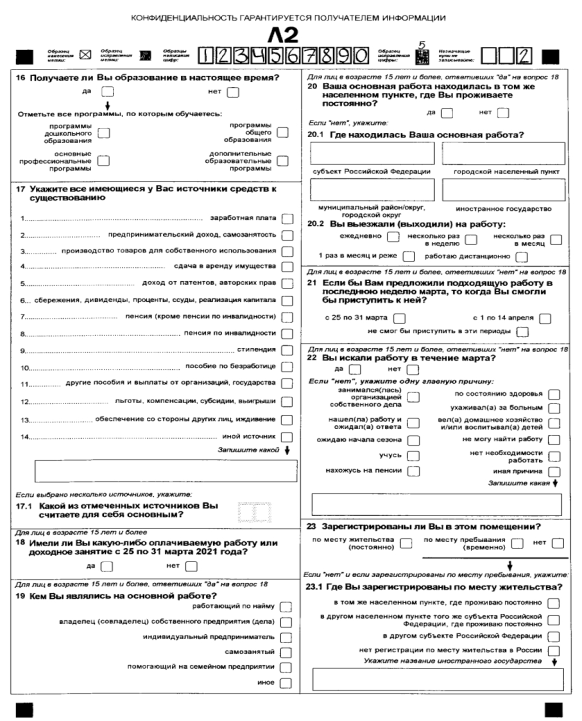 КОНФИДЕНЦИАЛЬНОСТЬ ГАРАНТИРУЕТСЯ ПОЛУЧАТЕЛЕМ ИНФОРМАЦИИ
Л2
Образец нанесения метки:
Образец исправления метки:
Образцы написания цифр:
1234567890
Образец исправления цифры:
5
Незначащие нули не записываются:
2
16 Получаете ли Вы образование в настоящее время?
да нет
Отметьте все программы, по которым обучаетесь:
программы дошкольного образования
программы общего образования
основные профессиональные программы
дополнительные образовательные программы
17 Укажите все имеющиеся у Вас источники средств к
существованию
1 заработная плата
2 предпринимательский доход, самозанятость
3 производство товаров для собственного использования
4 сдача в аренду имущества
5 доход от патентов, авторских прав
6 сбережения, дивиденды, проценты, ссуды, реализация капитала
7 пенсия (кроме пенсии по инвалидности)
8 пенсия по инвалидности
9 стипендия
10 пособие по безработице
11 другие пособия и выплаты от организаций, государства
12 льготы, компенсации, субсидии, выигрыши
13 обеспечение со стороны других лиц, иждивение
14 иной источник
Запишите какой
Если выбрано несколько источников, укажите:
17.1 Какой из отмеченных источников Вы
считаете для себя основным?
Для лиц в возрасте 15 лет и более
18 Имели ли Вы какую-либо оплачиваемую работу или
доходное занятие с 25 по 31 марта 2021 года?
да нет
Для лиц в возрасте 15 лет и более, ответивших "да" на вопрос 18
19 Кем Вы являлись на основной работе?
работающий по найму
владелец (совладелец) собственного предприятия (дела)
индивидуальный предприниматель
самозанятый
помогающий на семейном предприятии
иное
Для лиц в возрасте 15 лет и более, ответивших "да" на вопрос 18
20 Ваша основная работа находилась в том же
населенном пункте, где Вы проживаете
постоянно?
да нет
Если "нет", укажите:
20.1 Где находилась Ваша основная работа?
субъект Российской Федерации
городской населенный пункт
муниципальный район/округ,
городской округ
иностранное государство
20.2 Вы выезжали (выходили) на работу:
ежедневно
несколько раз в неделю
несколько раз в месяц
1 раз в месяц и реже
работаю дистанционно
Для лиц в возрасте 15 лет и более, ответивших "нет" на вопрос 18
21 Если бы Вам предложили подходящую работу в
последнюю неделю марта, то когда Вы смогли
бы приступить к ней?
с 25 по 31 марта
с 1 по 14 апреля
не смог бы приступить в эти периоды
Для лиц в возрасте 15 лет и более, ответивших "нет" на вопрос 18
22 Вы искали работу в течение марта?
да нет
Если "нет", укажите одну главную причину:
занимался(лась) организацией собственного дела
по состоянию здоровья
ухаживал(а) за больным
нашел(ла) работу и ожидал(а) ответа
вел(а) домашнее хозяйство и/или воспитывал(а) детей
ожидаю начала сезона
не могу найти работу
учусь
нет необходимости работать
нахожусь на пенсии
иная причина
Запишите какая
23 Зарегистрированы ли Вы в этом помещении?
по месту жительства (постоянно)
по месту пребывания (временно)
нет
Если "нет" и если зарегистрированы по месту пребывания, укажите:
23.1 Где Вы зарегистрированы по месту жительства?
в том же населенном пункте, где проживаю постоянно
в другом населенном пункте того же субъекта Российской
Федерации, где проживаю постоянно
в другом субъекте Российской Федерации
нет регистрации по месту жительства в России
Укажите название иностранного государства